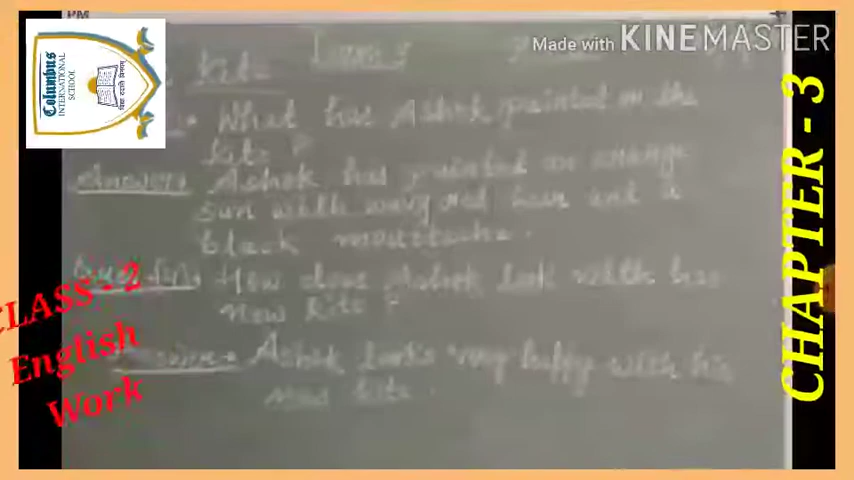 PM
Made with KINEMASTER
Columbus
INTERNATIONAL SCHOOL
What has Ashok painted on the
kite ?
Answer:- Ashok has painted an orange
sun with wavy red hair and a
black moustache.
How does Ashok look with his
new kite ?
Ashok looks very happy with his
new kite.
CLASS - 2
English
Work
CHAPTER - 3